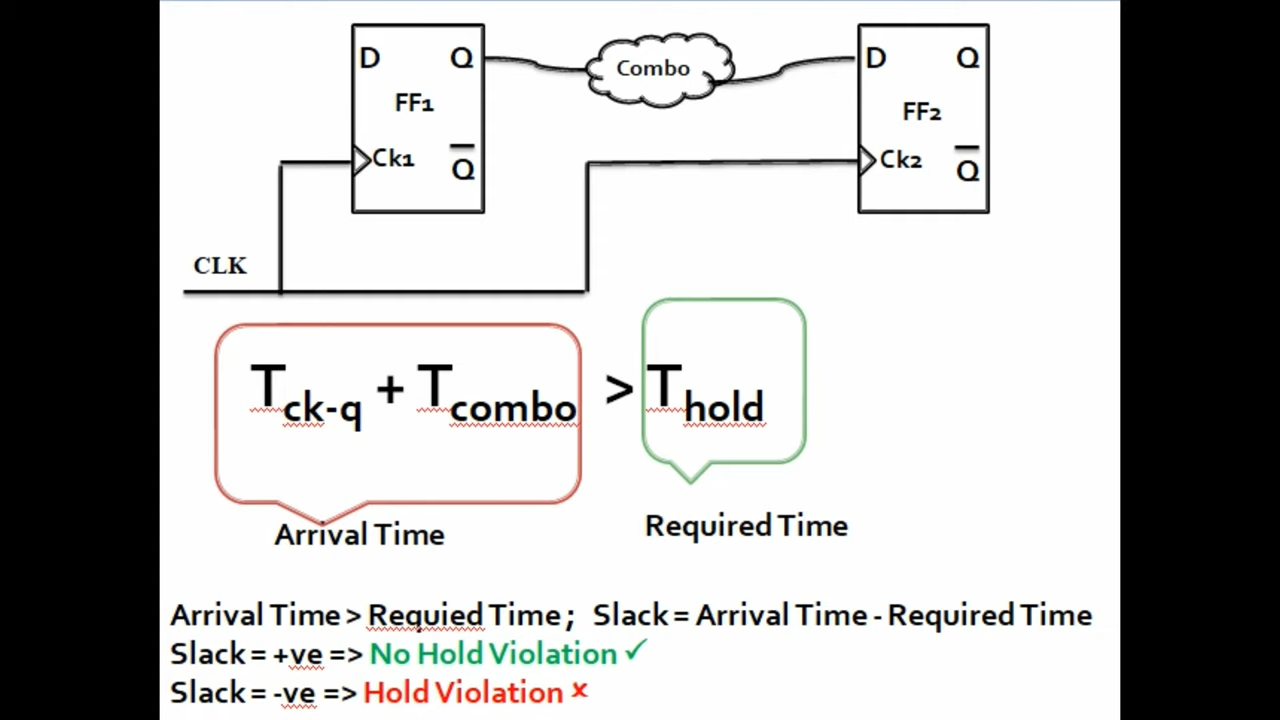 D Q Combo D Q
FF1 FF2
Ck1 Q Ck2 Q
CLK
Tck-q + Tcombo > Thold
Arrival Time Required Time
Arrival Time > Requied Time ; Slack = Arrival Time - Required Time
Slack = +ve => No Hold Violation ✓
Slack = -ve => Hold Violation ×